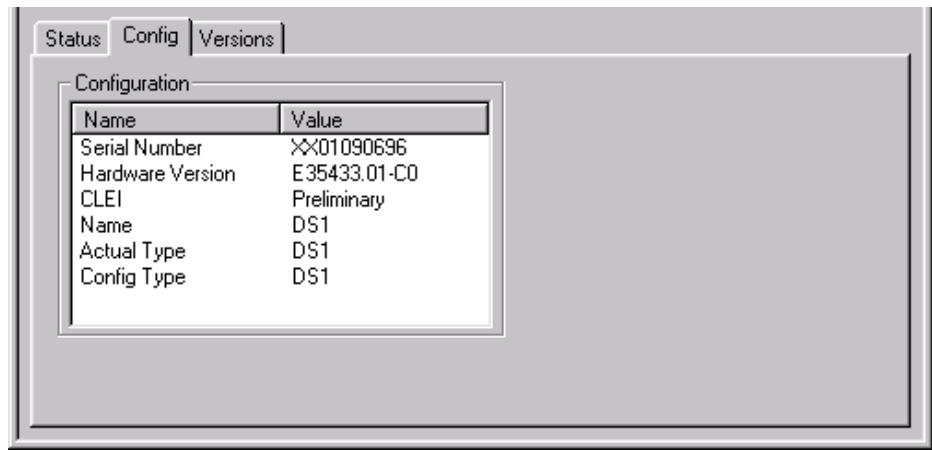 Status Config Versions
Configuration
Name Value
Serial Number XX01090696
Hardware Version E35433.01-C0
CLEI Preliminary
Name DS1
Actual Type DS1
Config Type DS1